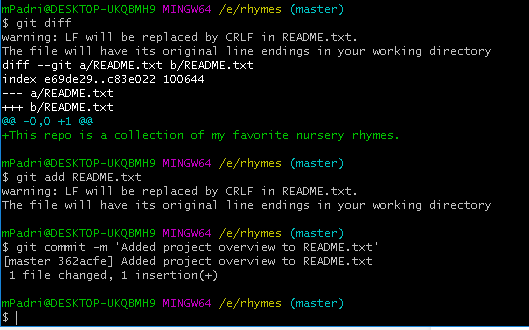 mPadri@DESKTOP-UKQBMH9 MINGW64 /e/rhymes (master)
$ git diff
warning: LF will be replaced by CRLF in README.txt.
The file will have its original line endings in your working directory
diff --git a/README.txt b/README.txt
index e69de29..c83e022 100644
--- a/README.txt
+++ b/README.txt
@@ -0,0 +1 @@
+This repo is a collection of my favorite nursery rhymes.
mPadri@DESKTOP-UKQBMH9 MINGW64 /e/rhymes (master)
$ git add README.txt
warning: LF will be replaced by CRLF in README.txt.
The file will have its original line endings in your working directory
mPadri@DESKTOP-UKQBMH9 MINGW64 /e/rhymes (master)
$ git commit -m 'Added project overview to README.txt'
[master 362acfe] Added project overview to README.txt
 1 file changed, 1 insertion(+)
mPadri@DESKTOP-UKQBMH9 MINGW64 /e/rhymes (master)
$